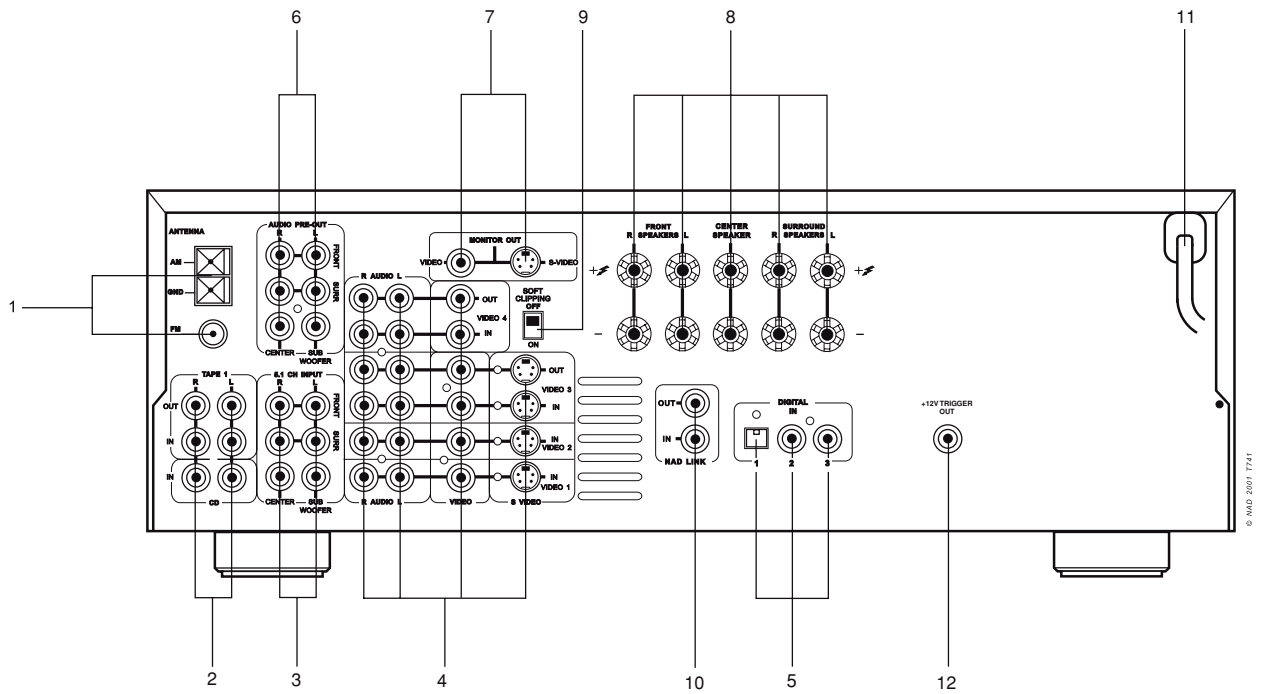 6
7
9
8
11
ANTENNA
AM
GND
FM
1
AUDIO PRE-OUT
R L
FRONT
SURR
CENTER SUB WOOFER
MONITOR OUT
VIDEO
S-VIDEO
R AUDIO L
OUT
VIDEO 4
IN
SOFT
CLIPPING
OFF
ON
FRONT
R SPEAKERS L
CENTER
SPEAKER
SURROUND
R SPEAKERS L
+
+
–
–
TAPE 1
R L
OUT
IN
IN
CD
5.1 CH INPUT
R L
FRONT
SURR
CENTER SUB WOOFER
OUT
VIDEO 3
IN
IN
VIDEO 2
IN
VIDEO 1
R AUDIO L
VIDEO
S VIDEO
OUT
IN
NAD LINK
DIGITAL
IN
1 2 3
+12V TRIGGER
OUT
© NAD 2001 T741
2
3
4
10
5
12